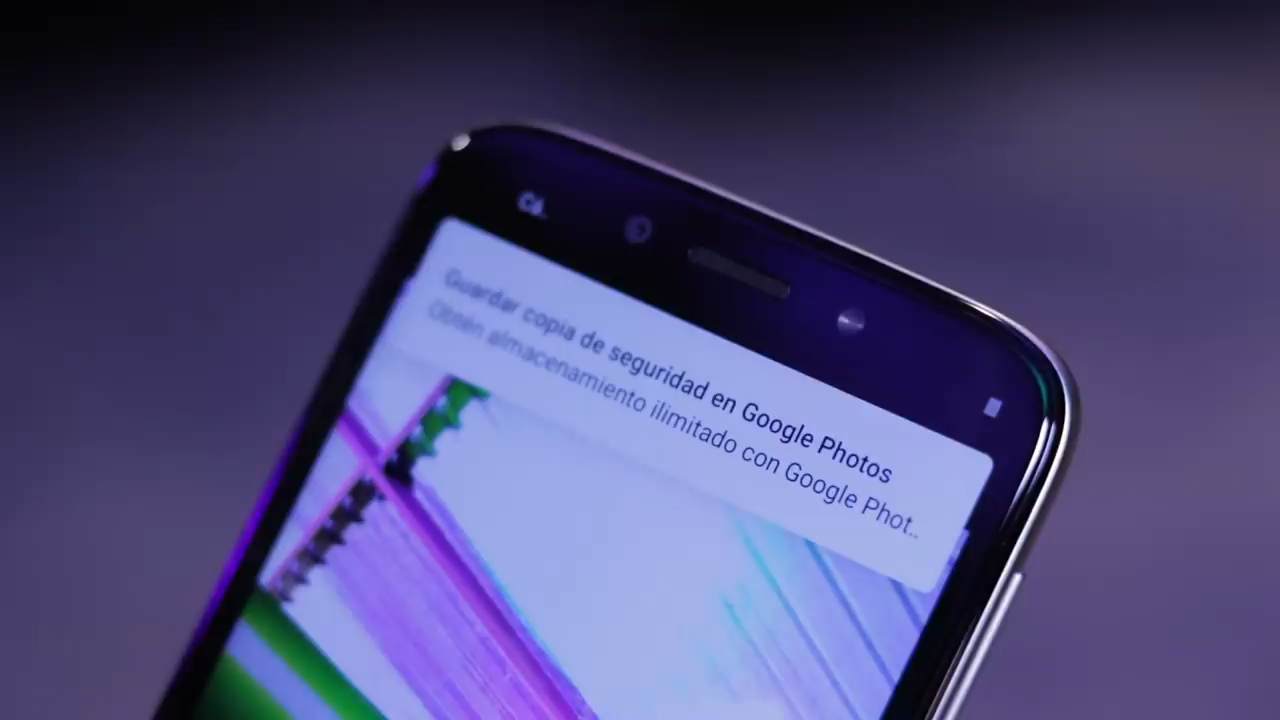 Guardar copia de seguridad en Google Photos
Obtén almacenamiento ilimitado con Google Phot..